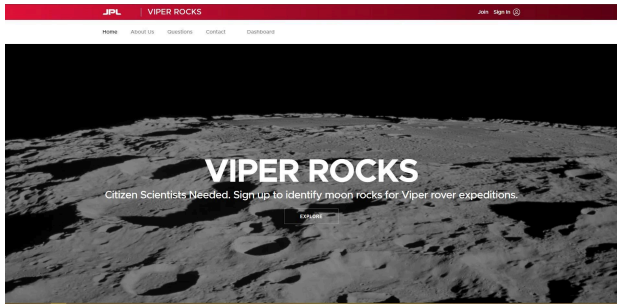 JPL | VIPER ROCKS
Join Sign In
Home About Us Questions Contact Dashboard
VIPER ROCKS
Citizen Scientists Needed. Sign up to identify moon rocks for Viper rover expeditions.
EXPLORE